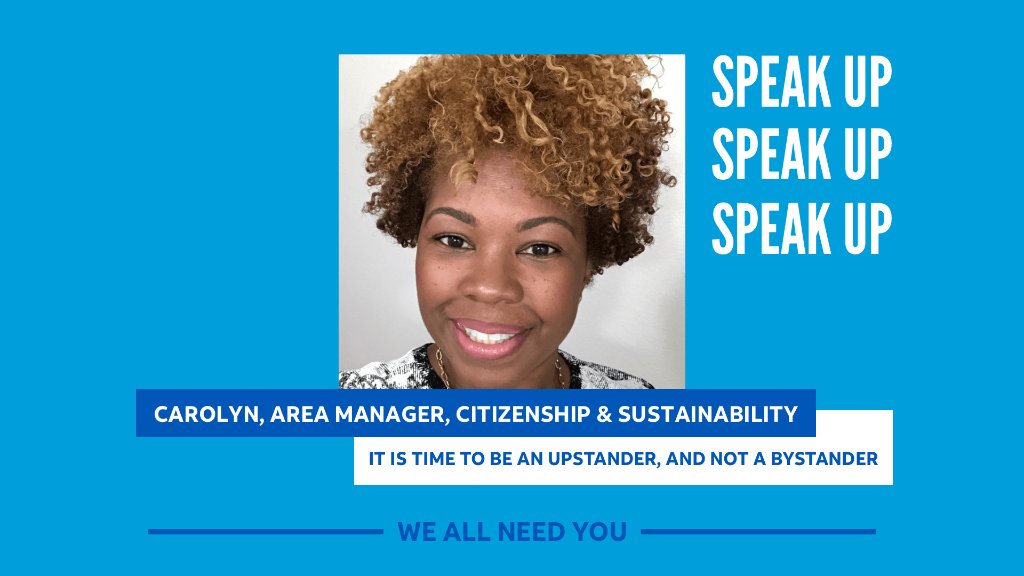 SPEAK UP
SPEAK UP
SPEAK UP
CAROLYN, AREA MANAGER, CITIZENSHIP & SUSTAINABILITY
IT IS TIME TO BE AN UPSTANDER, AND NOT A BYSTANDER
WE ALL NEED YOU